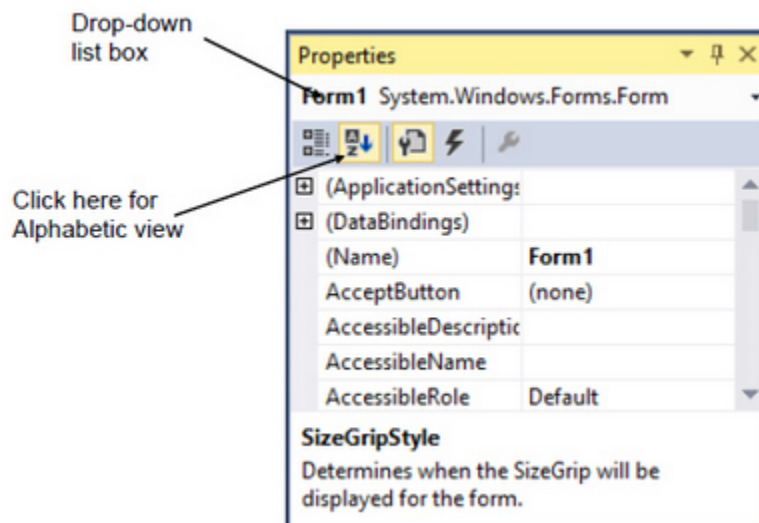 Drop-down
list box
Properties
Form1 System.Windows.Forms.Form
A
Z
Click here for
Alphabetic view
(ApplicationSettings
(DataBindings)
(Name) Form1
AcceptButton (none)
AccessibleDescriptic
AccessibleName
AccessibleRole Default
SizeGripStyle
Determines when the SizeGrip will be
displayed for the form.